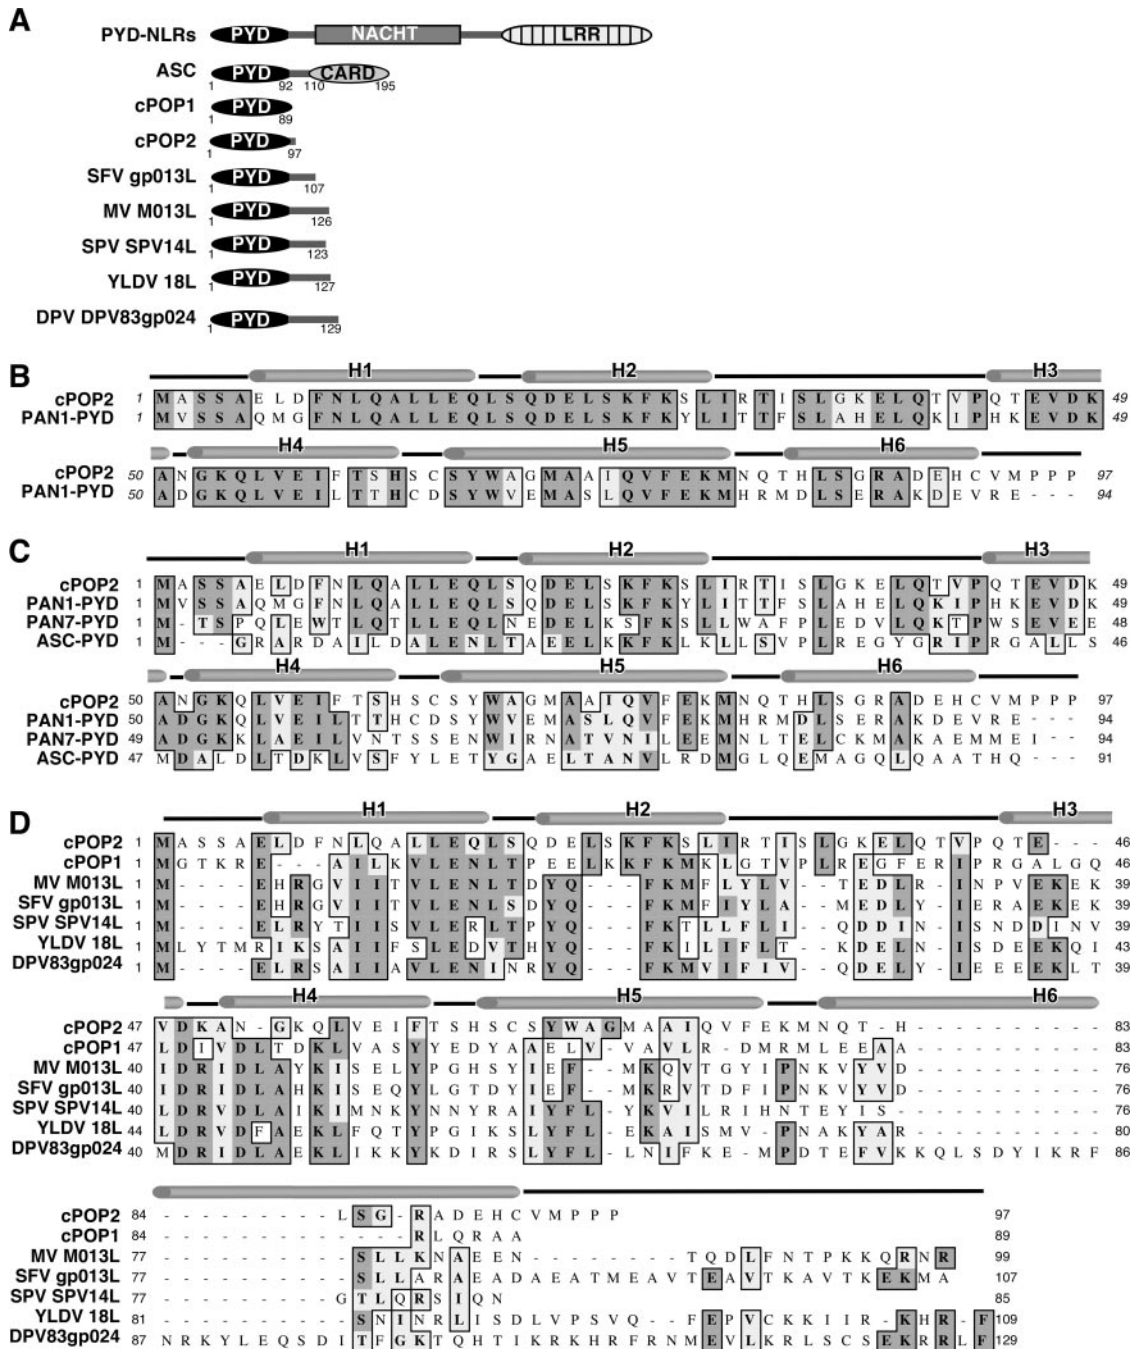 A
PYD-NLRs PYD NACHT LRR
ASC PYD CARD
1 92 110 195
cPOP1 PYD
1 89
cPOP2 PYD
1 97
SFV gp013L PYD
1 107
MV M013L PYD
1 126
SPV SPV14L PYD
1 123
YLDV 18L PYD
1 127
DPV DPV83gp024 PYD
1 129
B
H1 H2 H3
cPOP2 1 M A S S A E L D F N L Q A L L E Q L S Q D E L S K F K S L I R T I S L G K E L Q T V P Q T E V D K 49
PAN1-PYD 1 M V S S A Q M G F N L Q A L L E Q L S Q D E L S K F K Y L I T T F S L A H E L Q K I P H K E V D K 49
H4 H5 H6
cPOP2 50 A N G K Q L V E I F T S H S C S Y W A G M A A I Q V F E K M N Q T H L S G R A D E H C V M P P P 97
PAN1-PYD 50 A D G K Q L V E I L T T H C D S Y W V E M A S L Q V F E K M H R M D L S E R A K D E V R E - - - 94
C
H1 H2 H3
cPOP2 1 M A S S A E L D F N L Q A L L E Q L S Q D E L S K F K S L I R T I S L G K E L Q T V P Q T E V D K 49
PAN1-PYD 1 M V S S A Q M G F N L Q A L L E Q L S Q D E L S K F K Y L I T T F S L A H E L Q K I P H K E V D K 49
PAN7-PYD 1 M - T S P Q L E W T L Q T L L E Q L N E D E L K S F K S L L W A F P L E D V L Q K T P W S E V E E 48
ASC-PYD 1 M - - - G R A R D A I L D A L E N L T A E E L K K F K L K L L S V P L R E G Y G R I P R G A L L S 46
H4 H5 H6
cPOP2 50 A N G K Q L V E I F T S H S C S Y W A G M A A I Q V F E K M N Q T H L S G R A D E H C V M P P P 97
PAN1-PYD 50 A D G K Q L V E I L T T H C D S Y W V E M A S L Q V F E K M H R M D L S E R A K D E V R E - - - 94
PAN7-PYD 49 A D G K K L A E I L V N T S S E N W I R N A T V N I L E E M N L T E L C K M A K A E M M E I - - 94
ASC-PYD 47 M D A L D L T D K L V S F Y L E T Y G A E L T A N V L R D M G L Q E M A G Q L Q A A T H Q - - - 91
D
H1 H2 H3
cPOP2 1 M A S S A E L D F N L Q A L L E Q L S Q D E L S K F K S L I R T I S L G K E L Q T V P Q T E - - - 46
cPOP1 1 M G T K R E - - - A I L K V L E N L T P E E L K K F K M K L G T V P L R E G F E R I P R G A L G Q 46
MV M013L 1 M - - - - E H R G V I I T V L E N L T D Y Q - - - F K M F L Y L V - - T E D L R - I N P V E K E K 39
SFV gp013L 1 M - - - - E H R G V I I T V L E N L S D Y Q - - - F K M F I Y L A - - M E D L Y - I E R A E K E K 39
SPV SPV14L 1 M - - - - E L R Y T I I S V L E R L T P Y Q - - - F K T L L F L I - - Q D D I N - I S N D D I N V 39
YLDV 18L 1 M L Y T M R I K S A I I F S L E D V T H Y Q - - - F K I L I F L T - - K D E L N - I S D E E K Q I 43
DPV83gp024 1 M - - - - E L R S A I I A V L E N I N R Y Q - - - F K M V I F I V - - Q D E L Y - I E E E E K L T 39
H4 H5 H6
cPOP2 47 V D K A N - G K Q L V E I F T S H S C S Y W A G M A A I Q V F E K M N Q T - H - - - - - - - - - - 83
cPOP1 47 L D I V D L T D K L V A S Y Y E D Y A A E L V - V A V L R - D M R M L E E A A - - - - - - - - - - 83
MV M013L 40 I D R I D L A Y K I S E L Y P G H S Y I E F - - M K Q V T G Y I P N K V Y V D - - - - - - - - - - 76
SFV gp013L 40 I D R I D L A H K I S E Q Y L G T D Y I E F - - M K R V T D F I P N K V Y V D - - - - - - - - - - 76
SPV SPV14L 40 L D R V D L A I K I M N K Y N N Y R A I Y F L - Y K V I L R I H N T E Y I S - - - - - - - - - - 76
YLDV 18L 44 L D R V D F A E K L F Q T Y P G I K S L Y F L - E K A I S M V - P N A K Y A R - - - - - - - - - - 80
DPV83gp024 40 M D R I D L A E K L I K K Y K D I R S L Y F L - L N I F K E - M P D T E F V K K Q L S D Y I K R F 86
cPOP2 84 - - - - - - - - - L S G - R A D E H C V M P P P 97
cPOP1 84 - - - - - - - - - - - - - R L Q R A A 89
MV M013L 77 - - - - - - - - - - S L L K N A E E N - - - - - - - - - T Q D L F N T P K K Q R N R 99
SFV gp013L 77 - - - - - - - - - - S L L A R A E A D A E A T M E A V T E A V T K A V T K E K M A 107
SPV SPV14L 77 - - - - - - - - - G T L Q R S I Q N 85
YLDV 18L 81 - - - - - - - - - - S N I N R L I S D L V P S V Q - - F E P V C K K I I R - K H R - F 109
DPV83gp024 87 N R K Y L E Q S D I T F G K T Q H T I K R K H R F R N M E V L K R L S C S E K R R L F 129